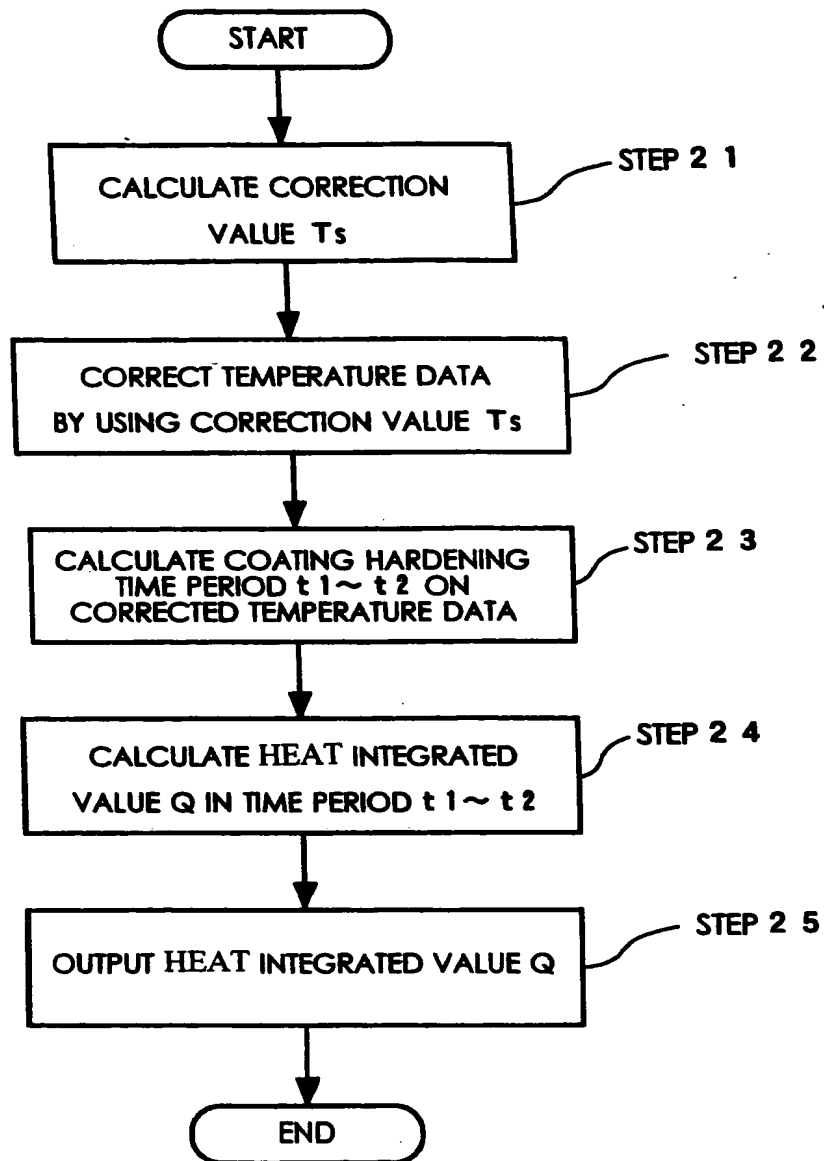 START
CALCULATE CORRECTION
VALUE Ts
STEP 2 1
CORRECT TEMPERATURE DATA
BY USING CORRECTION VALUE Ts
STEP 2 2
CALCULATE COATING HARDENING
TIME PERIOD t 1~ t 2 ON
CORRECTED TEMPERATURE DATA
STEP 2 3
CALCULATE HEAT INTEGRATED
VALUE Q IN TIME PERIOD t 1~ t 2
STEP 2 4
OUTPUT HEAT INTEGRATED VALUE Q
STEP 2 5
END